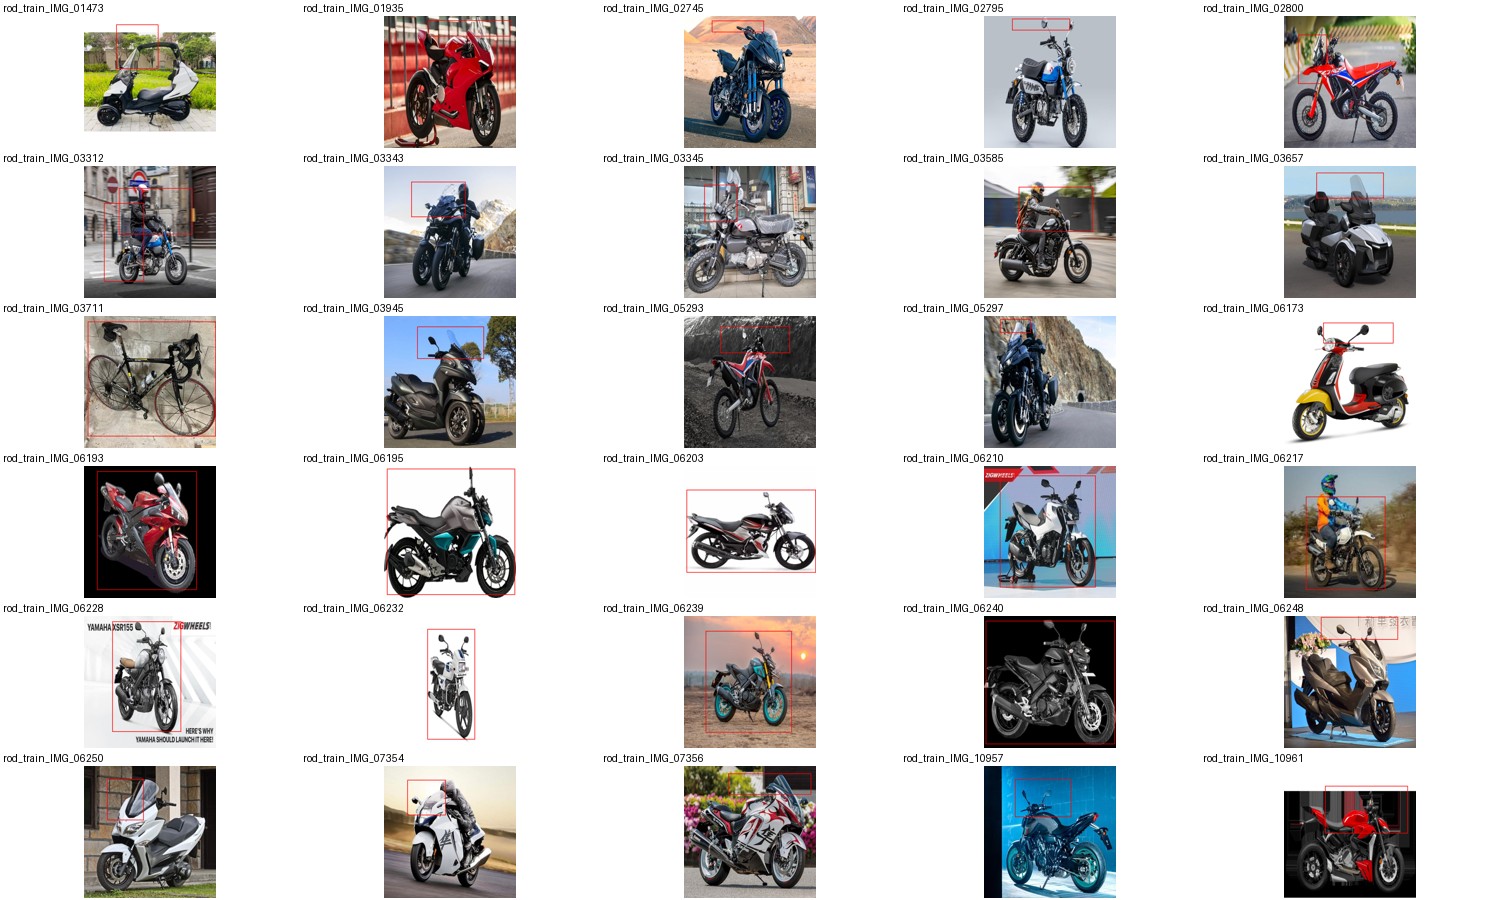 rod_train_IMG_01473
rod_train_IMG_01935
rod_train_IMG_02745
rod_train_IMG_02795
rod_train_IMG_02800
rod_train_IMG_03312
rod_train_IMG_03343
rod_train_IMG_03345
rod_train_IMG_03585
rod_train_IMG_03657
rod_train_IMG_03711
rod_train_IMG_03945
rod_train_IMG_05293
rod_train_IMG_05297
rod_train_IMG_06173
rod_train_IMG_06193
rod_train_IMG_06195
rod_train_IMG_06203
rod_train_IMG_06210
ZIGWHEELS
rod_train_IMG_06217
rod_train_IMG_06228
YAMAHA XSR155
ZIGWHEELS
HERE'S WHY
YAMAHA SHOULD LAUNCH IT HERE!
rod_train_IMG_06232
rod_train_IMG_06239
rod_train_IMG_06240
rod_train_IMG_06248
rod_train_IMG_06250
rod_train_IMG_07354
rod_train_IMG_07356
rod_train_IMG_10957
rod_train_IMG_10961